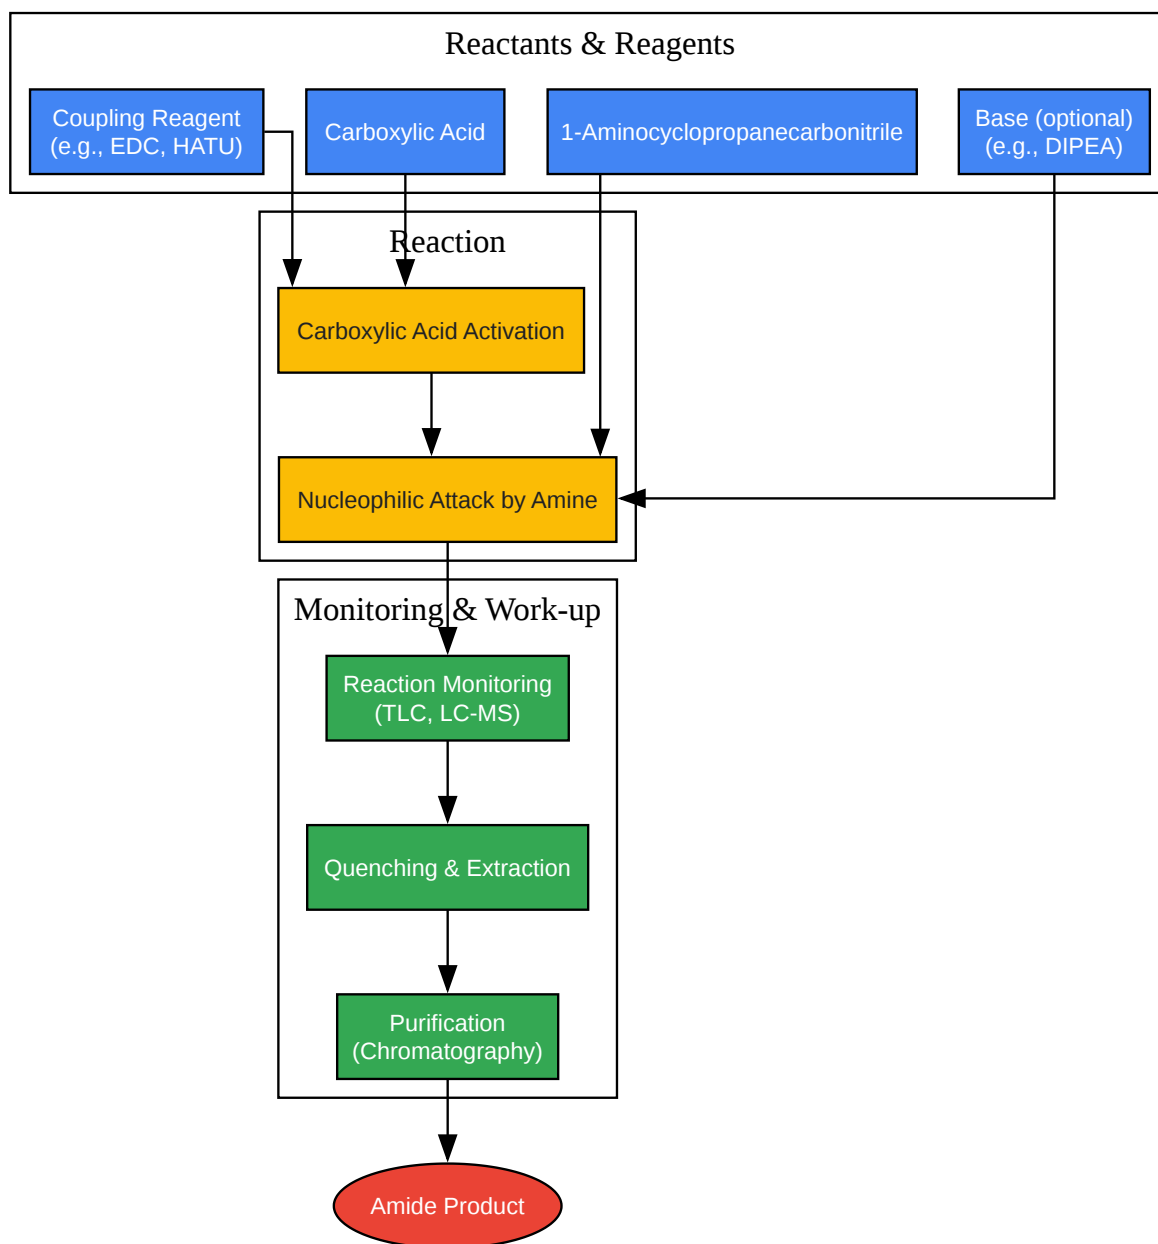 Reactants & Reagents
Coupling Reagent
(e.g., EDC, HATU)
Carboxylic Acid
1-Aminocyclopropanecarbonitrile
Base (optional)
(e.g., DIPEA)
Reaction
Carboxylic Acid Activation
Nucleophilic Attack by Amine
Monitoring & Work-up
Reaction Monitoring
(TLC, LC-MS)
Quenching & Extraction
Purification
(Chromatography)
Amide Product